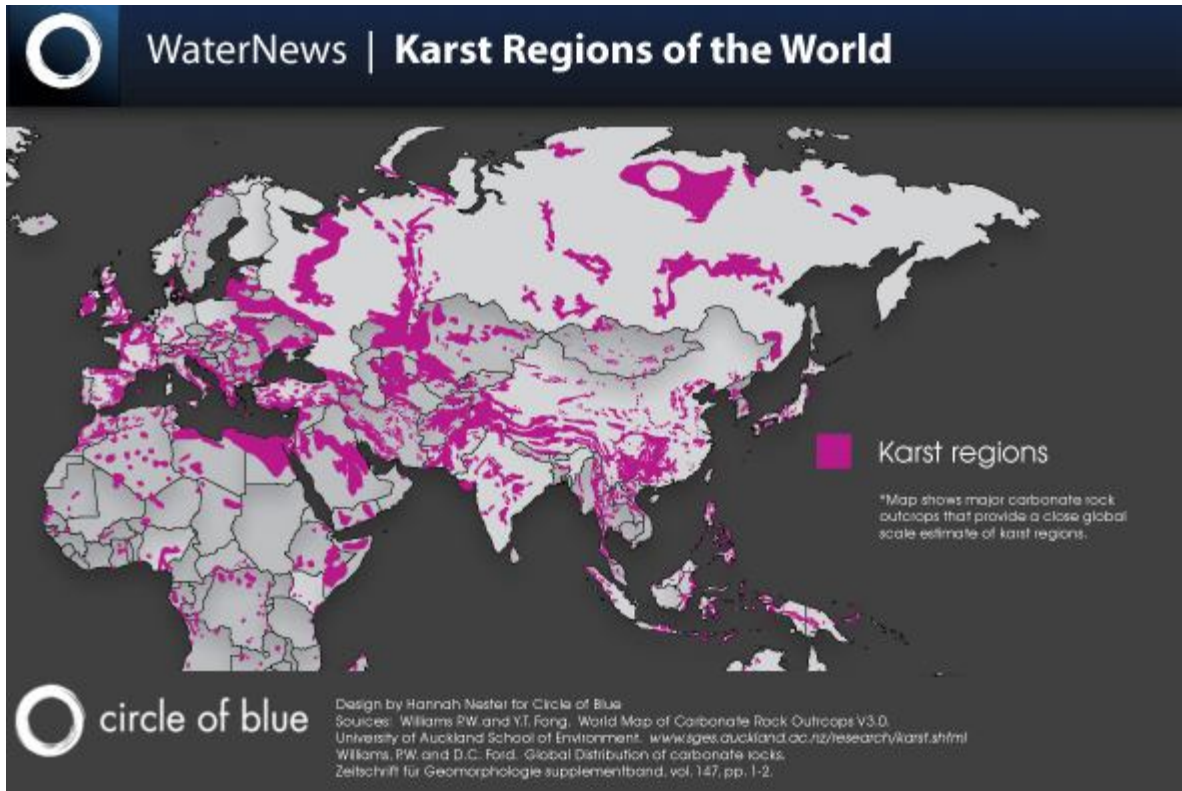 WaterNews | Karst Regions of the World
Karst regions
*Map shows major carbonate rock
outcrops that provide a close global
scale estimate of karst regions.
circle of blue
Design by Hannah Nester for Circle of Blue
Sources: Williams P.W. and Y.T. Fong. World Map of Carbonate Rock Outcrops V3.0.
University of Auckland School of Environment. www.sges.auckland.ac.nz/research/karst.shtml
Williams, P.W. and D.C. Ford. Global Distribution of carbonate rocks.
Zeitschrift für Geomorphologie supplementband, vol. 147, pp. 1-2.